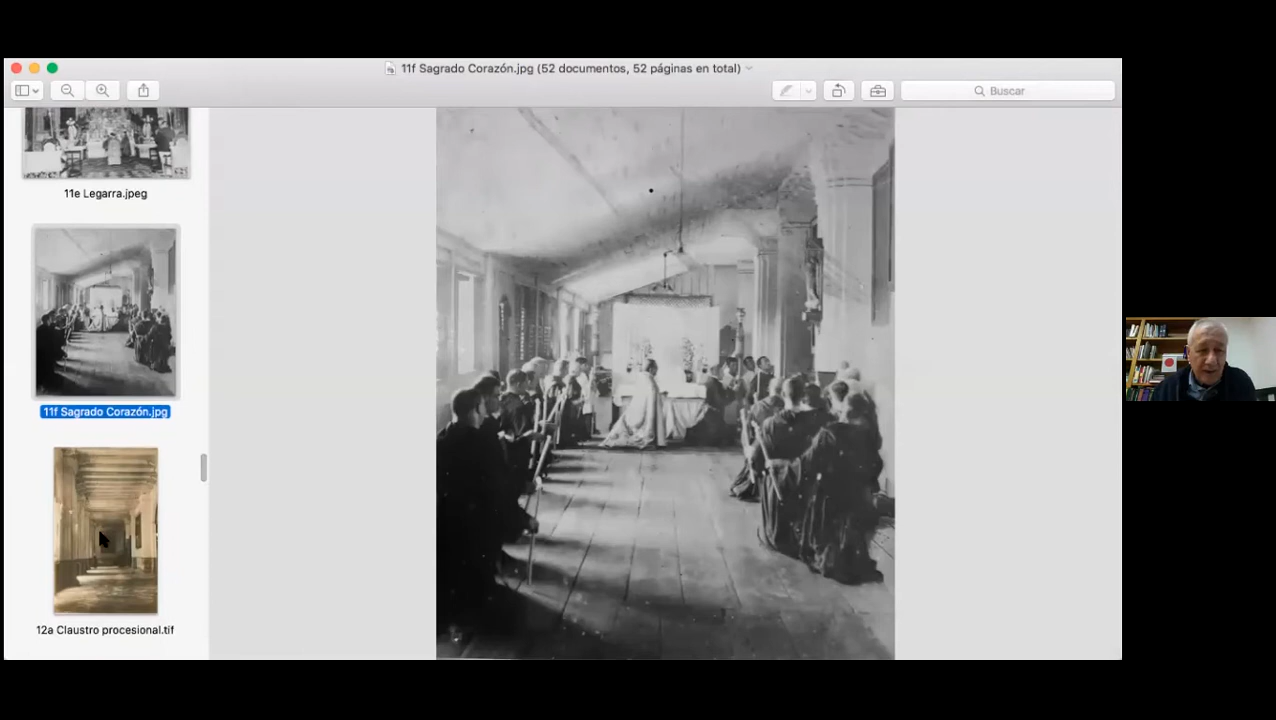 11f Sagrado Corazón.jpg (52 documentos, 52 páginas en total)
Buscar
11e Legarra.jpeg
11f Sagrado Corazón.jpg
12a Claustro procesional.tif